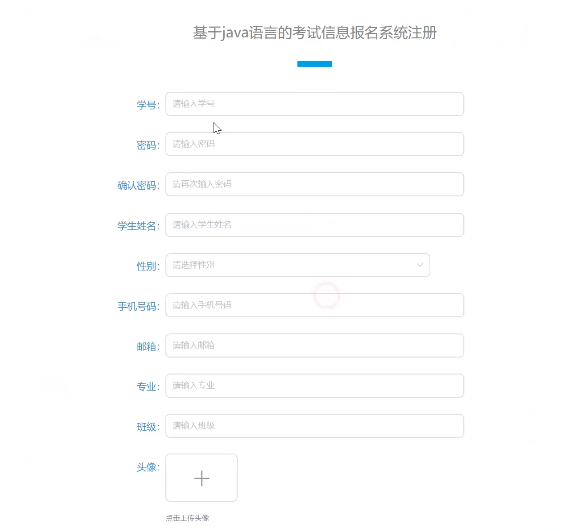 基于java语言的考试信息报名系统注册
学号： 请输入学号
密码： 请输入密码
确认密码： 请再次输入密码
学生姓名： 请输入学生姓名
性别： 请选择性别
手机号码： 请输入手机号码
邮箱： 请输入邮箱
专业： 请输入专业
班级： 请输入班级
头像：
点击上传头像